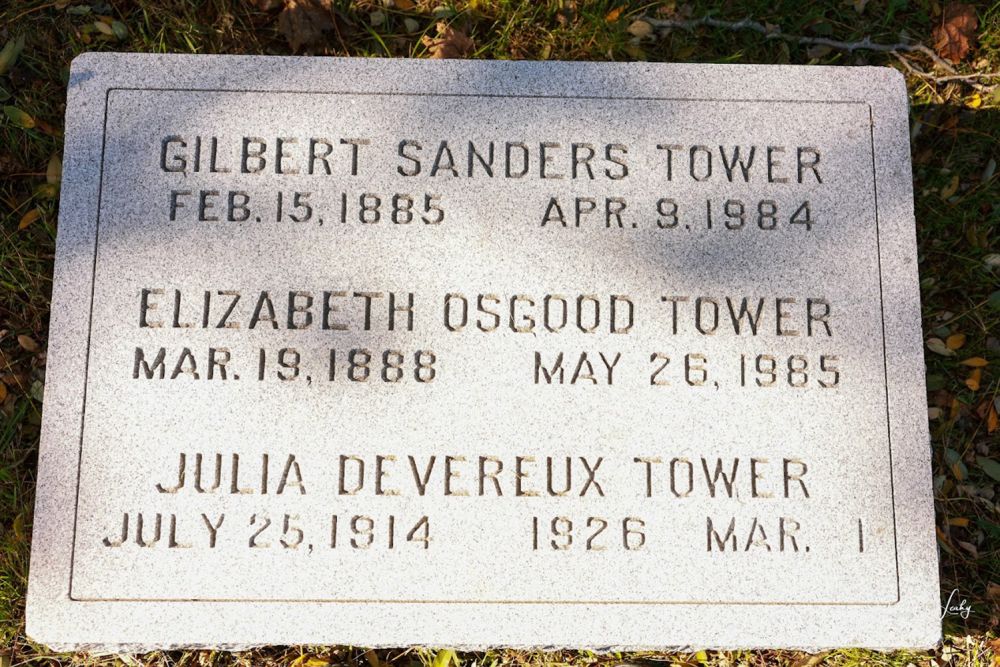 GILBERT SANDERS TOWER
FEB. 15, 1885 APR. 9, 1984
ELIZABETH OSGOOD TOWER
MAR. 19, 1888 MAY 26, 1985
JULIA DEVEREUX TOWER
JULY 25, 1914 1926 MAR. 1
Leahy